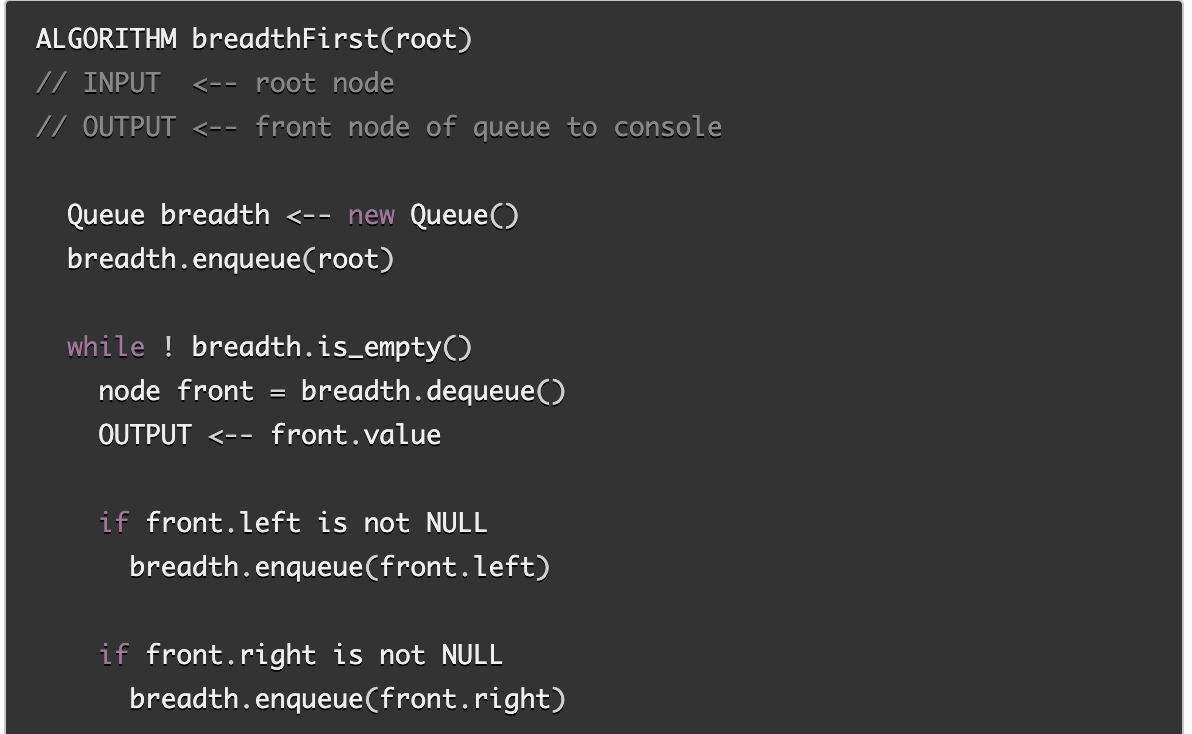 ALGORITHM breadthFirst(root)
// INPUT  <-- root node
// OUTPUT <-- front node of queue to console
Queue breadth <-- new Queue()
breadth.enqueue(root)
while ! breadth.is_empty()
node front = breadth.dequeue()
OUTPUT <-- front.value
if front.left is not NULL
breadth.enqueue(front.left)
if front.right is not NULL
breadth.enqueue(front.right)